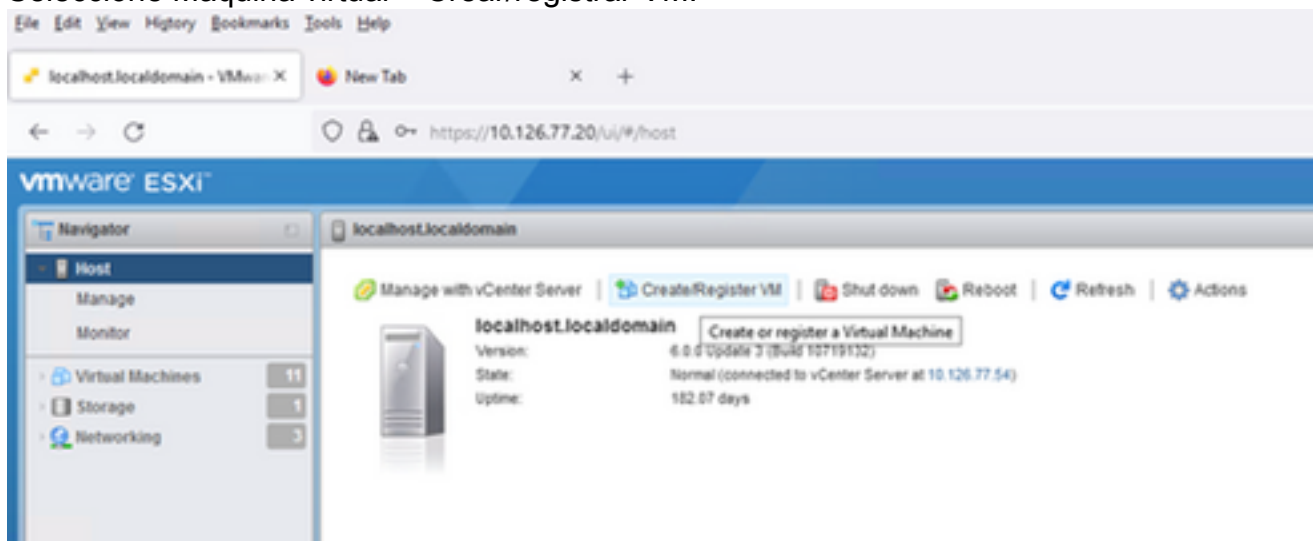 Seleccione Máquina virtual > Crear/registrar VM.
File Edit View History Bookmarks Tools Help
localhost.localdomain - VMwar
New Tab
https://10.126.77.20/ui/#/host
vmware ESXi
Navigator
localhost.localdomain
Host
Manage with vCenter Server | Create/Register VM | Shut down Reboot | Refresh | Actions
Manage
Monitor
localhost.localdomain
Create or register a Virtual Machine
Version: 6.0.0 Update 3 (Build 10719132)
State: Normal (connected to vCenter Server at 10.126.77.54)
Uptime: 182.07 days
Virtual Machines 11
Storage 1
Networking 3